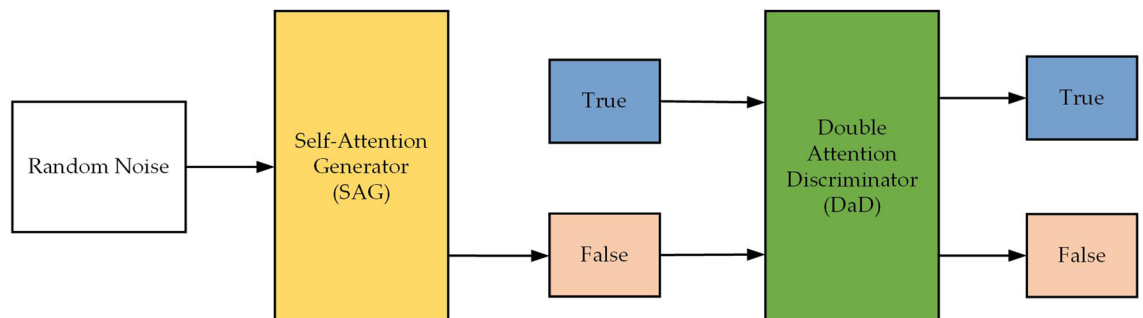 Random Noise
Self-Attention
Generator
(SAG)
True
False
Double
Attention
Discriminator
(DaD)
True
False